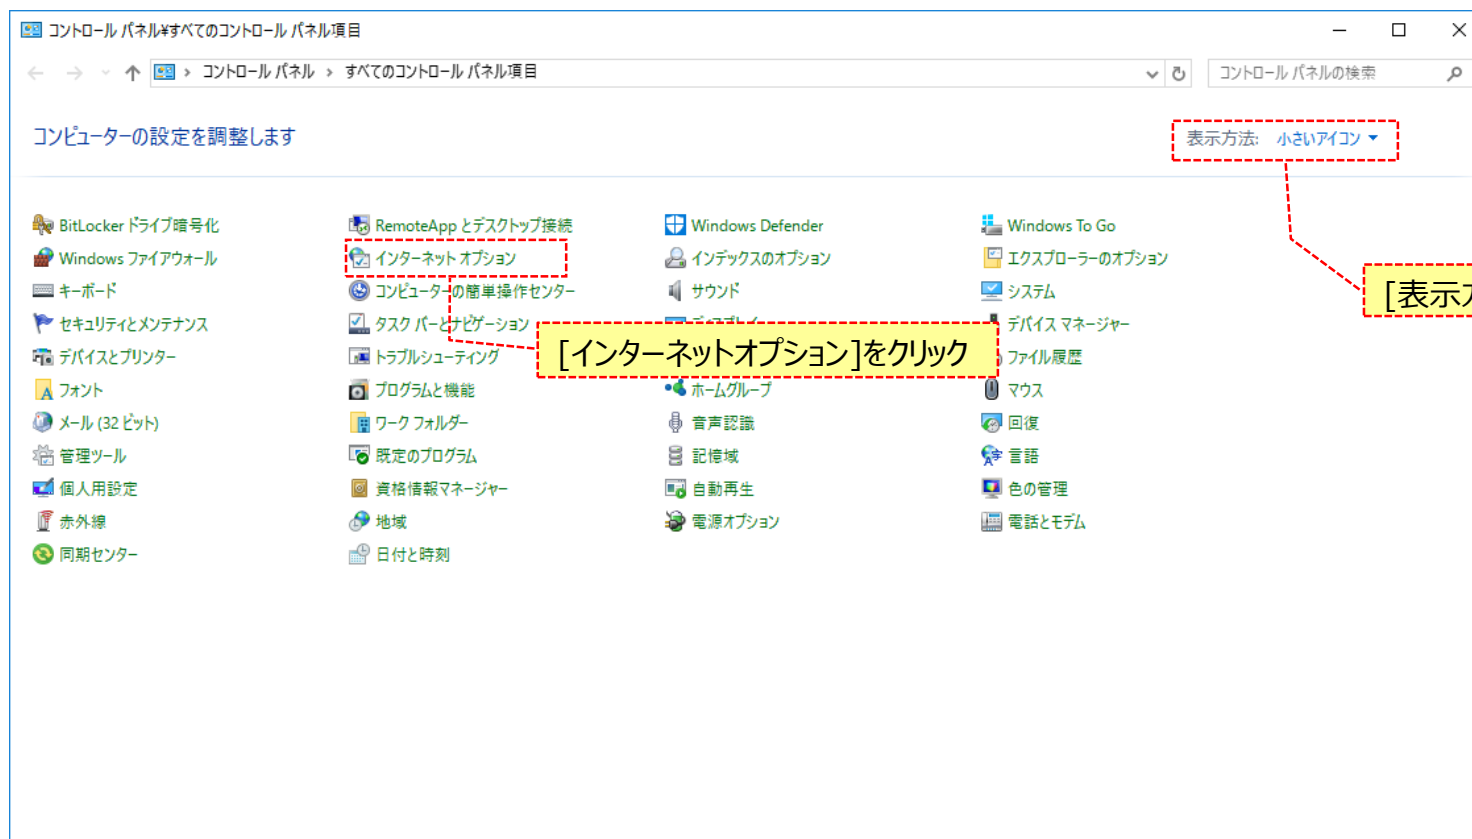 コントロール パネル¥すべてのコントロール パネル項目
コントロール パネル › すべてのコントロール パネル項目
コントロール パネルの検索
コンピューターの設定を調整します
表示方法: 小さいアイコン
BitLocker ドライブ暗号化
RemoteApp とデスクトップ接続
Windows Defender
Windows To Go
Windows ファイアウォール
インターネット オプション
インデックスのオプション
エクスプローラーのオプション
キーボード
コンピューターの簡単操作センター
サウンド
システム
[表示
セキュリティとメンテナンス
タスク バーとナビゲーション
デバイス マネージャー
[インターネットオプション]をクリック
デバイスとプリンター
トラブルシューティング
ファイル履歴
フォント
プログラムと機能
ホームグループ
マウス
メール (32 ビット)
ワーク フォルダー
音声認識
回復
管理ツール
既定のプログラム
記憶域
言語
個人用設定
資格情報マネージャー
自動再生
色の管理
赤外線
地域
電源オプション
電話とモデム
同期センター
日付と時刻